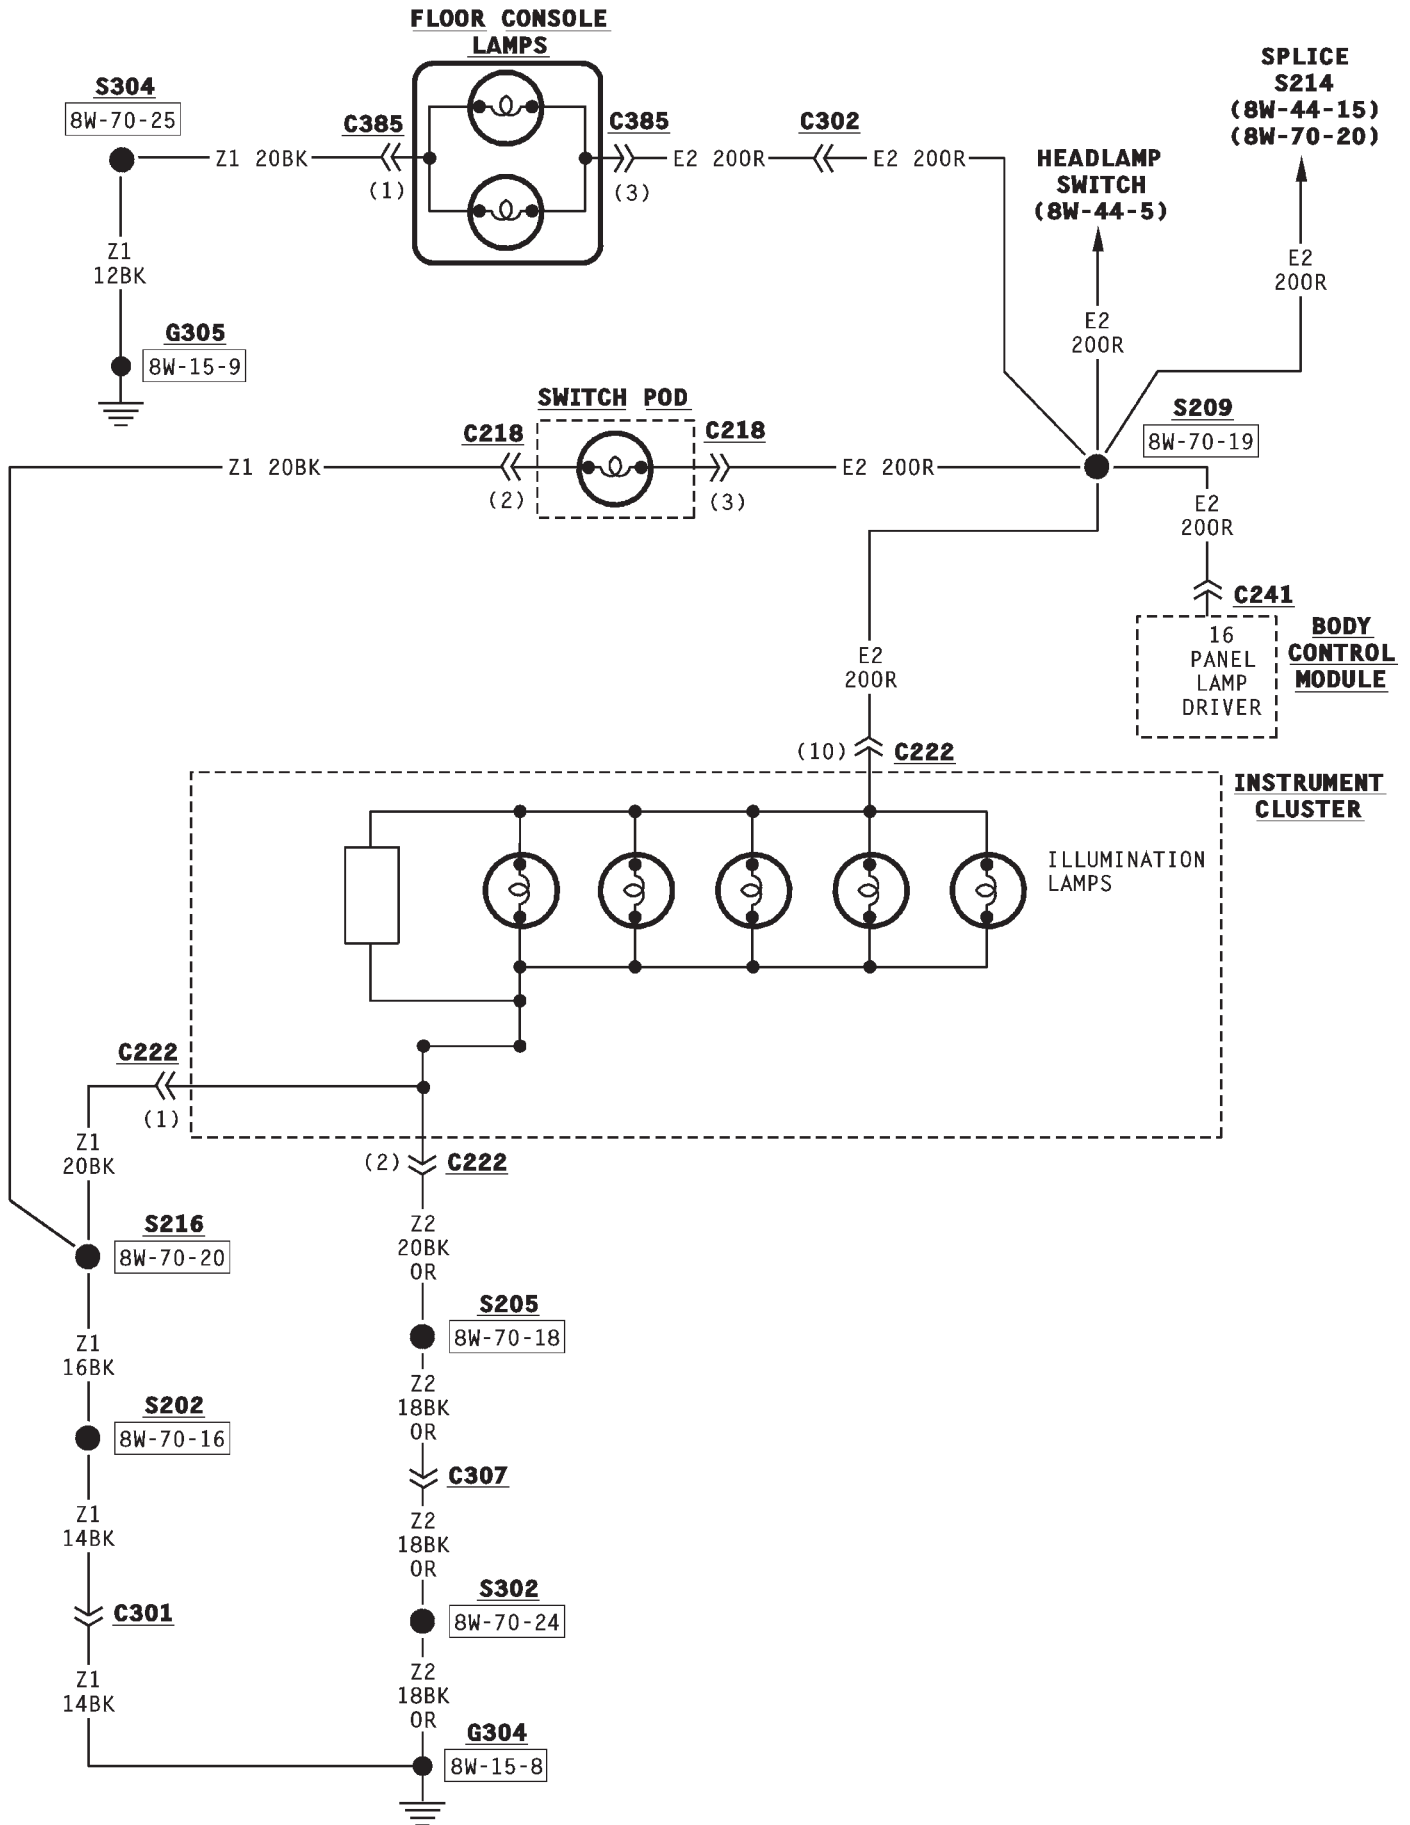 FLOOR CONSOLE
LAMPS
S304
8W-70-25
C385
(1)
Z1 20BK
C385
(3)
E2 20OR
C302
E2 20OR
HEADLAMP
SWITCH
(8W-44-5)
SPLICE
S214
(8W-44-15)
(8W-70-20)
Z1
12BK
E2
20OR
E2
20OR
G305
8W-15-9
SWITCH POD
S209
8W-70-19
C218
(2)
C218
(3)
Z1 20BK
E2 20OR
E2
20OR
C241
16
PANEL
LAMP
DRIVER
BODY
CONTROL
MODULE
E2
20OR
(10)
C222
INSTRUMENT
CLUSTER
ILLUMINATION
LAMPS
C222
(1)
Z1
20BK
(2)
C222
S216
8W-70-20
Z2
20BK
OR
S205
8W-70-18
Z1
16BK
Z2
18BK
OR
S202
8W-70-16
C307
Z1
14BK
Z2
18BK
OR
C301
S302
8W-70-24
Z1
14BK
Z2
18BK
OR
G304
8W-15-8